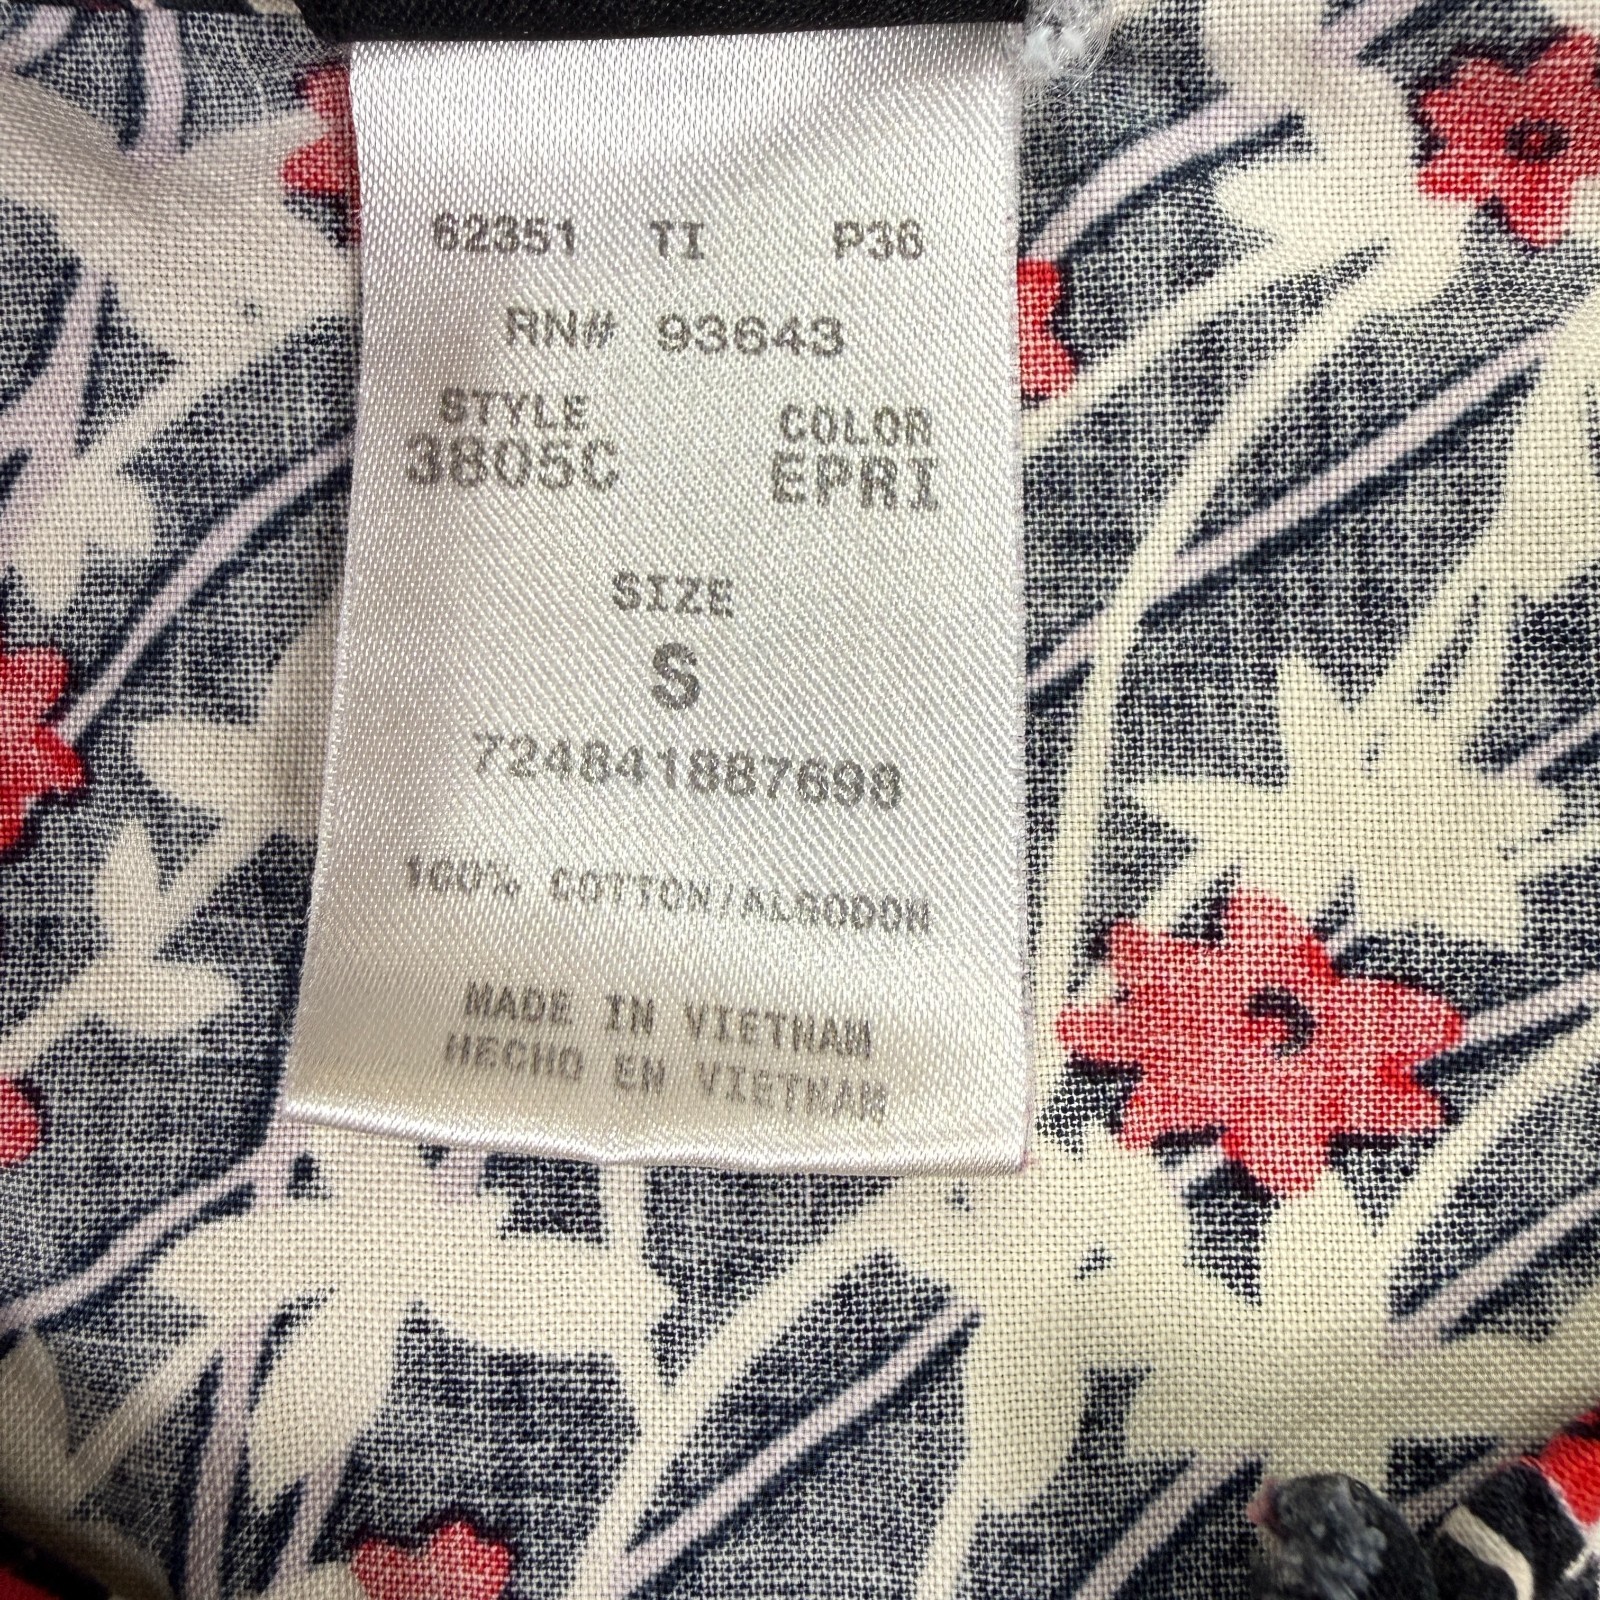 62351 TI P36
RN# 93643
STYLE COLOR
3805C EPRI
SIZE
S
724841887698
100% COTTON/ALGODON
MADE IN VIETNAM
HECHO EN VIETNAM